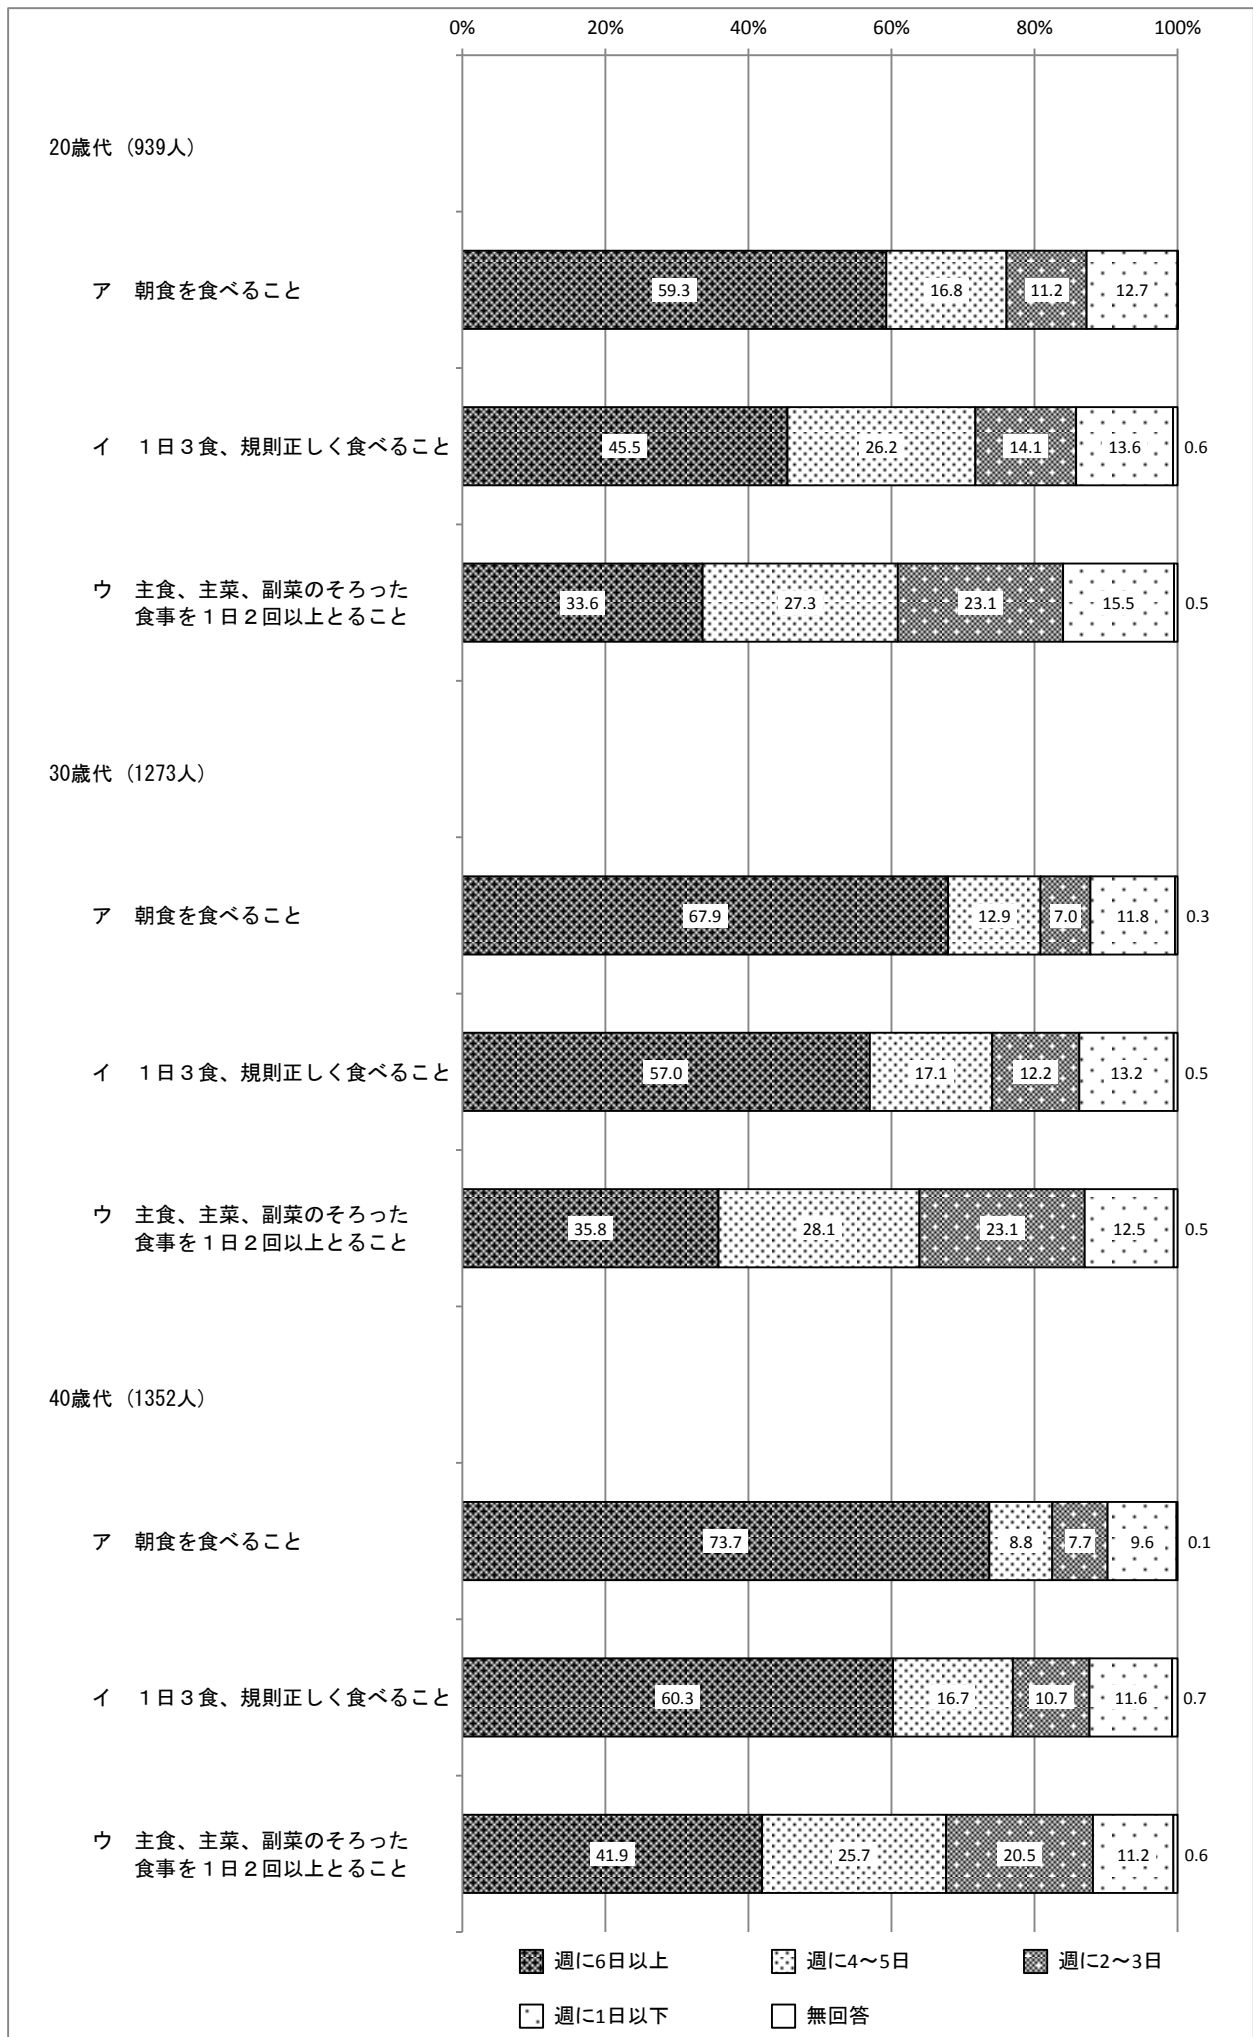 0% 20% 40% 60% 80% 100%
20歳代 (939人)
ア 朝食を食べること 59.3 16.8 11.2 12.7
イ １日３食、規則正しく食べること 45.5 26.2 14.1 13.6 0.6
ウ 主食、主菜、副菜のそろった
食事を１日２回以上とること 33.6 27.3 23.1 15.5 0.5
30歳代 (1273人)
ア 朝食を食べること 67.9 12.9 7.0 11.8 0.3
イ １日３食、規則正しく食べること 57.0 17.1 12.2 13.2 0.5
ウ 主食、主菜、副菜のそろった
食事を１日２回以上とること 35.8 28.1 23.1 12.5 0.5
40歳代 (1352人)
ア 朝食を食べること 73.7 8.8 7.7 9.6 0.1
イ １日３食、規則正しく食べること 60.3 16.7 10.7 11.6 0.7
ウ 主食、主菜、副菜のそろった
食事を１日２回以上とること 41.9 25.7 20.5 11.2 0.6
週に6日以上 週に4～5日 週に2～3日
週に1日以下 無回答